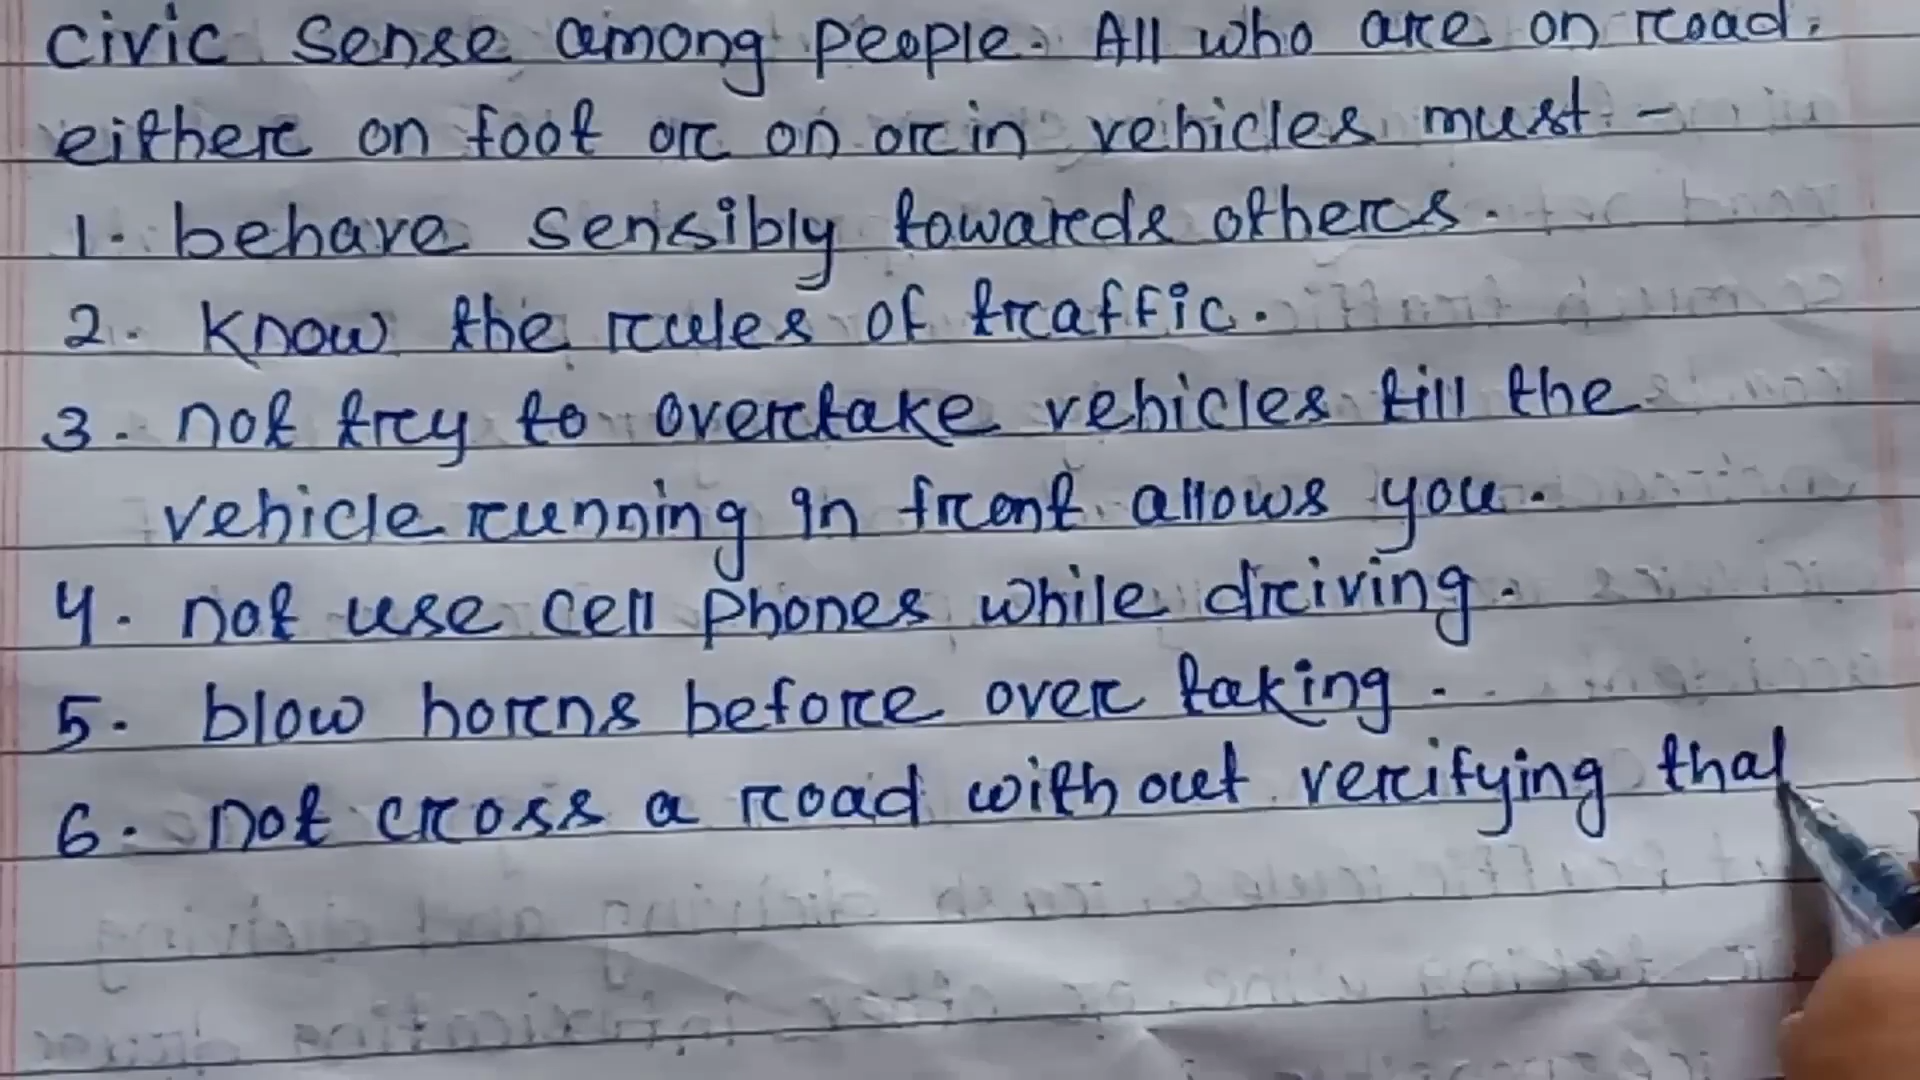 civic sense among people. All who are on road,
either on foot or on or in vehicles must -
1. behave sensibly towards others.
2. Know the rules of traffic.
3. not try to overtake vehicles till the
vehicle running in front allows you.
4. not use cell phones while driving.
5. blow horns before over taking.
6. not cross a road without verifying that